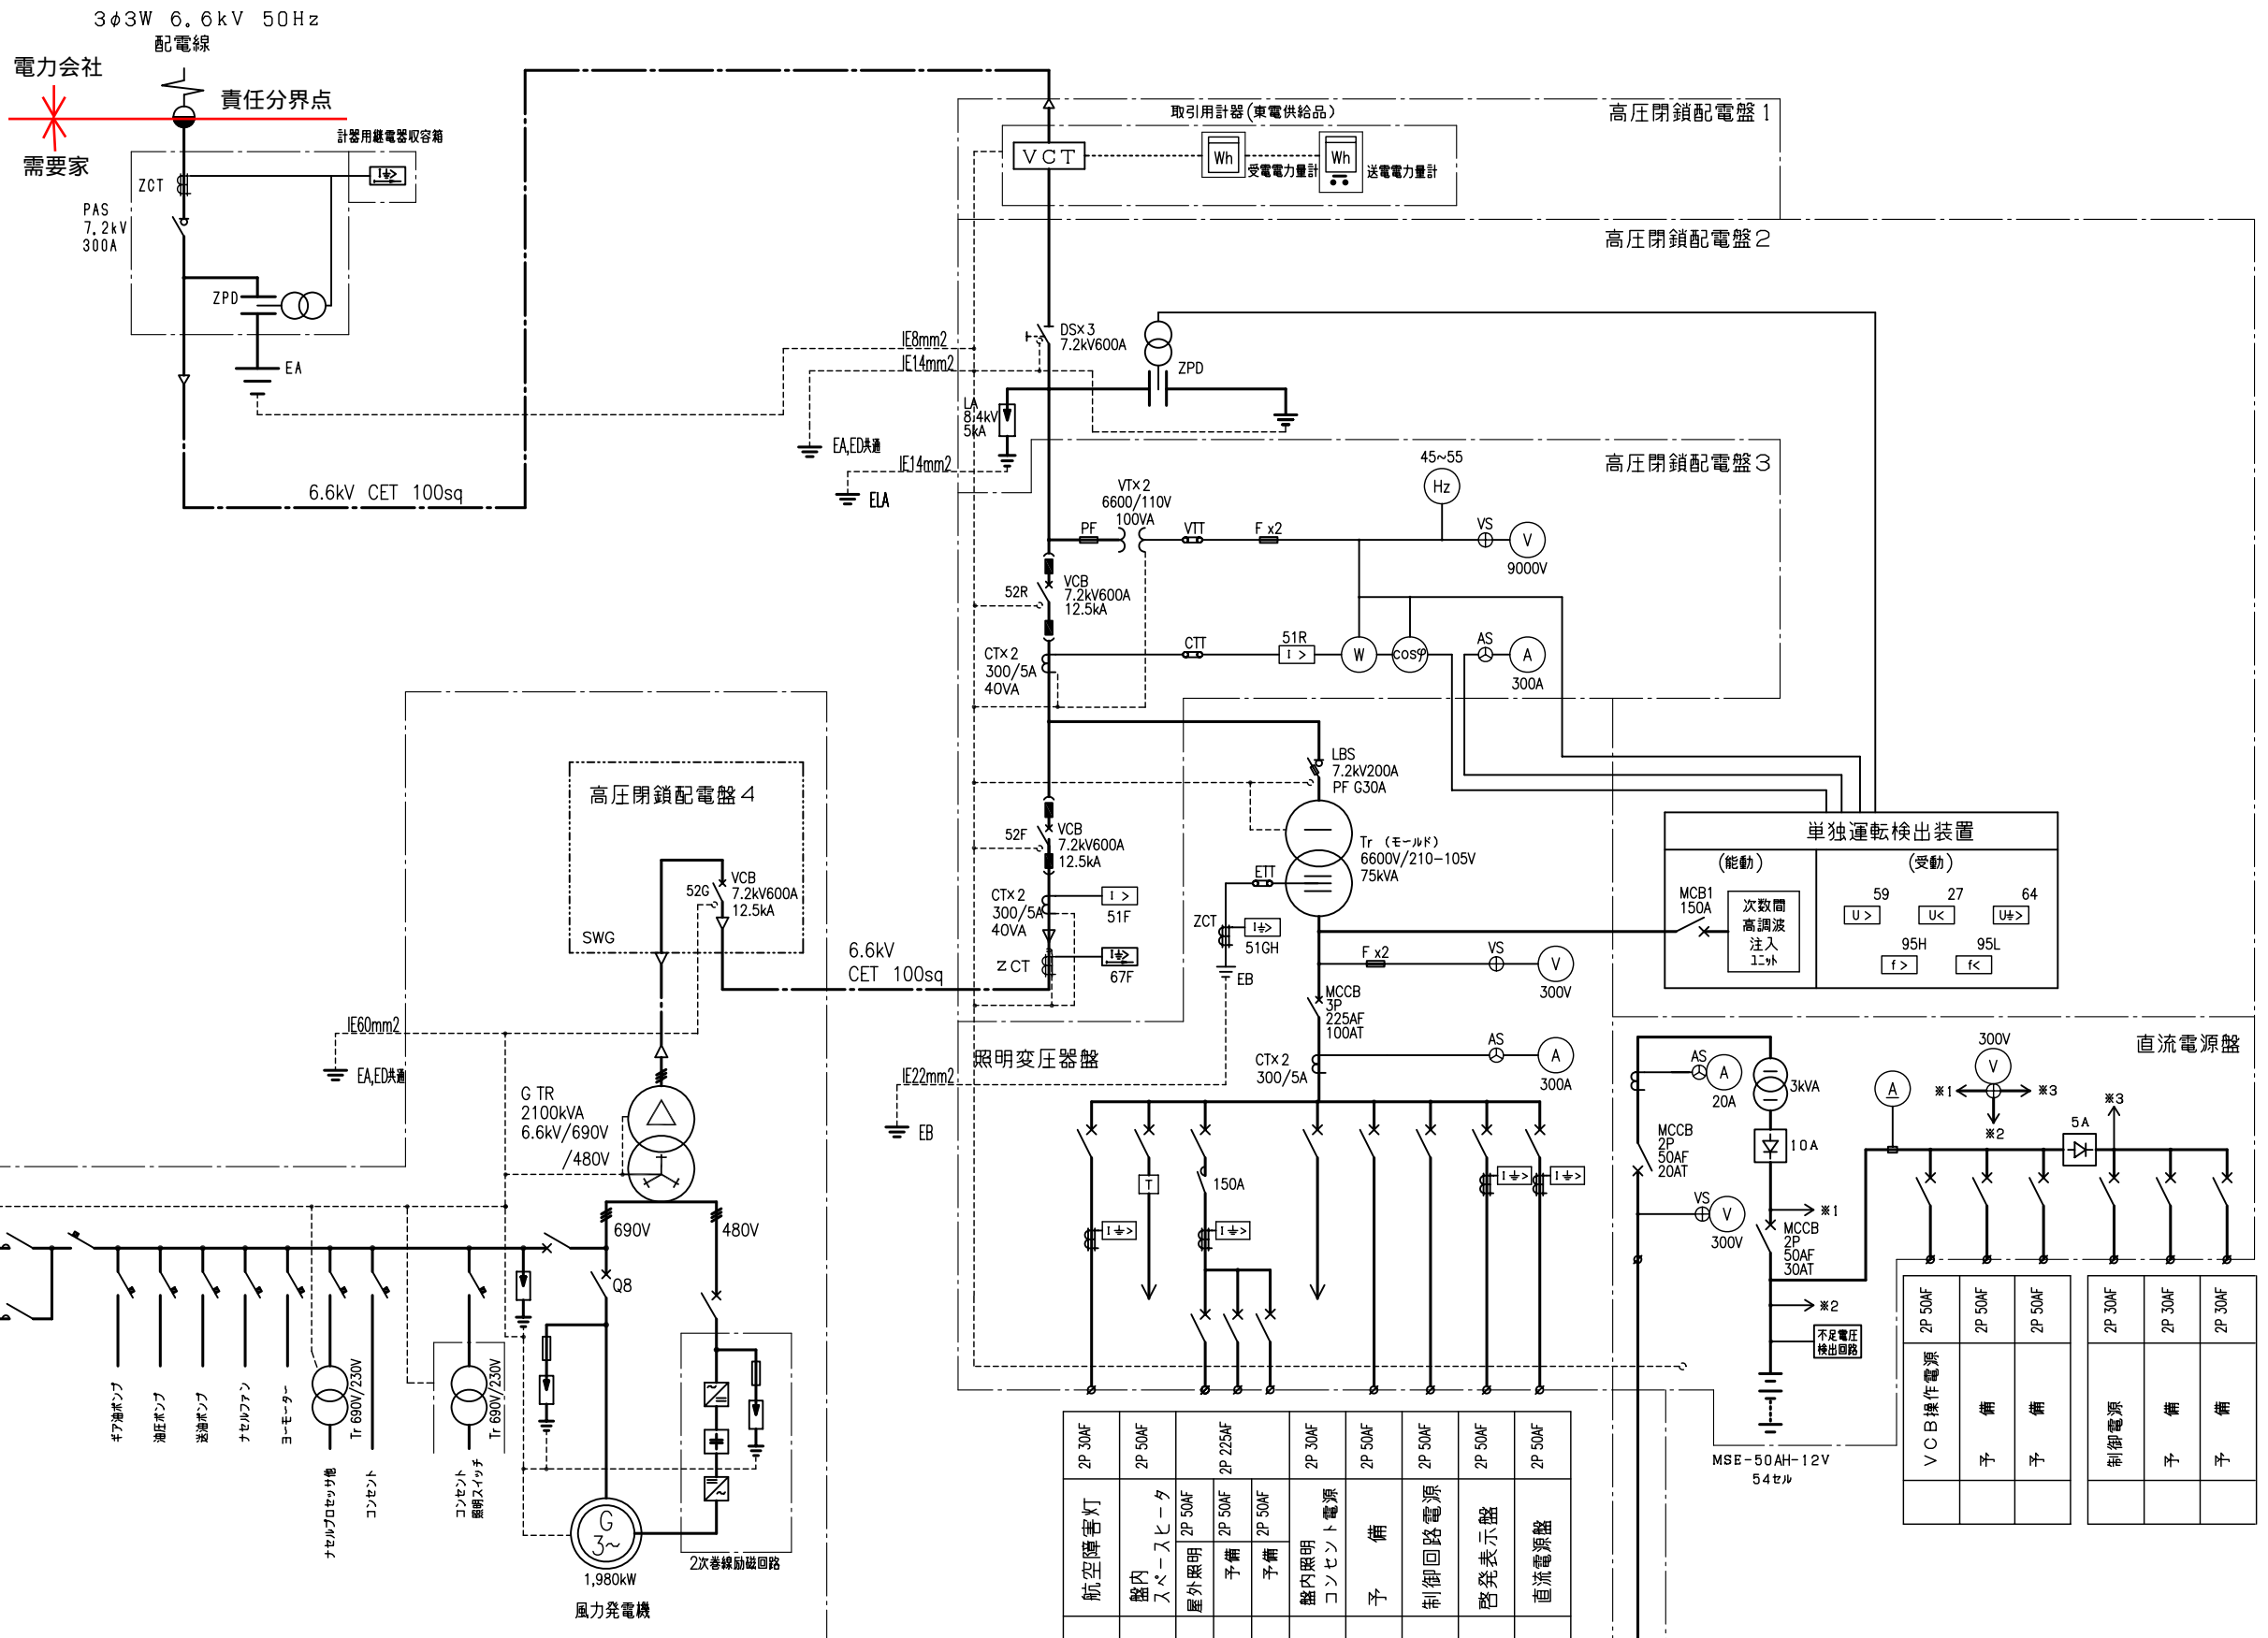 3φ3W 6.6kV 50Hz
配電線
電力会社
責任分界点
需要家
計器用継電器収容箱
ZCT
I⏚>
PAS
7.2kV
300A
ZPD
EA
6.6kV CET 100sq
高圧閉鎖配電盤1
取引用計器(東電供給品)
VCT
Wh
受電電力量計
Wh
送電電力量計
高圧閉鎖配電盤2
DS×3
7.2kV600A
ZPD
IE8mm2
IE14mm2
LA
8.4kV
5kA
EA,ED共通
IE14mm2
ELA
高圧閉鎖配電盤3
45~55
Hz
VT×2
6600/110V
100VA
PF
VTT
F x2
VS
V
9000V
52R
VCB
7.2kV600A
12.5kA
CT×2
300/5A
40VA
CTT
51R
I >
W
cosφ
AS
A
300A
LBS
7.2kV200A
PF G30A
Tr (モールド)
6600V/210-105V
75kVA
52F
VCB
7.2kV600A
12.5kA
CT×2
300/5A
40VA
I >
51F
ZCT
I⏚>
67F
ETT
ZCT
I⏚>
51GH
EB
F x2
VS
V
300V
MCCB
3P
225AF
100AT
CT×2
300/5A
AS
A
300A
単独運転検出装置
(能動)
(受動)
MCB1
150A
次数間
高調波
注入
ユニット
59
U >
27
U<
64
U⏚>
95H
f >
95L
f<
高圧閉鎖配電盤4
52G
VCB
7.2kV600A
12.5kA
SWG
6.6kV
CET 100sq
IE60mm2
EA,ED共通
照明変圧器盤
IE22mm2
EB
G TR
2100kVA
6.6kV/690V
/480V
690V
480V
Q8
ギア油ポンプ
油圧ポンプ
送油ポンプ
ナセルファン
ヨーモーター
Tr 690V/230V
ナセルプロセッサ他
コンセント
Tr 690V/230V
コンセント
照明スイッチ
G
3~
1,980kW
風力発電機
2次巻線励磁回路
I⏚>
T
150A
I⏚>
I⏚>
I⏚>
2P 30AF
2P 50AF
2P 225AF
2P 30AF
2P 50AF
2P 50AF
2P 50AF
2P 50AF
航空障害灯
盤内
スペースヒータ
2P 50AF
屋外照明
2P 50AF
予備
2P 50AF
予備
盤内照明
コンセント電源
予 備
制御回路電源
啓発表示盤
直流電源盤
直流電源盤
AS
A
20A
3kVA
10A
MCCB
2P
50AF
20AT
VS
V
300V
※1
MCCB
2P
50AF
30AT
※2
不足電圧
検出回路
MSE-50AH-12V
54セル
A
300V
V
※1
※3
※2
5A
※3
2P 50AF
2P 50AF
2P 50AF
2P 30AF
2P 30AF
2P 30AF
VCB操作電源
予 備
予 備
制御電源
予 備
予 備